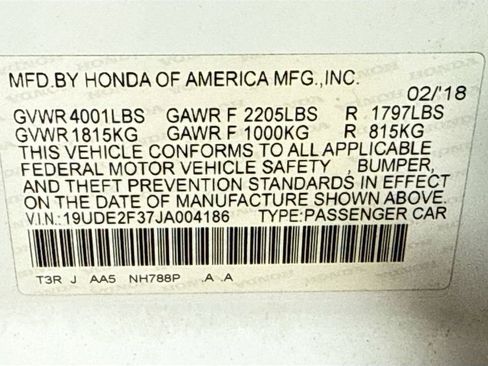 MFD.BY HONDA OF AMERICA MFG.,INC.
02/'18
GVWR 4001LBS GAWR F 2205LBS R 1797LBS
GVWR 1815KG GAWR F 1000KG R 815KG
THIS VEHICLE CONFORMS TO ALL APPLICABLE
FEDERAL MOTOR VEHICLE SAFETY , BUMPER,
AND THEFT PREVENTION STANDARDS IN EFFECT
ON THE DATE OF MANUFACTURE SHOWN ABOVE.
V.I.N.: 19UDE2F37JA004186 TYPE:PASSENGER CAR
T3R J AA5 NH788P .A .A